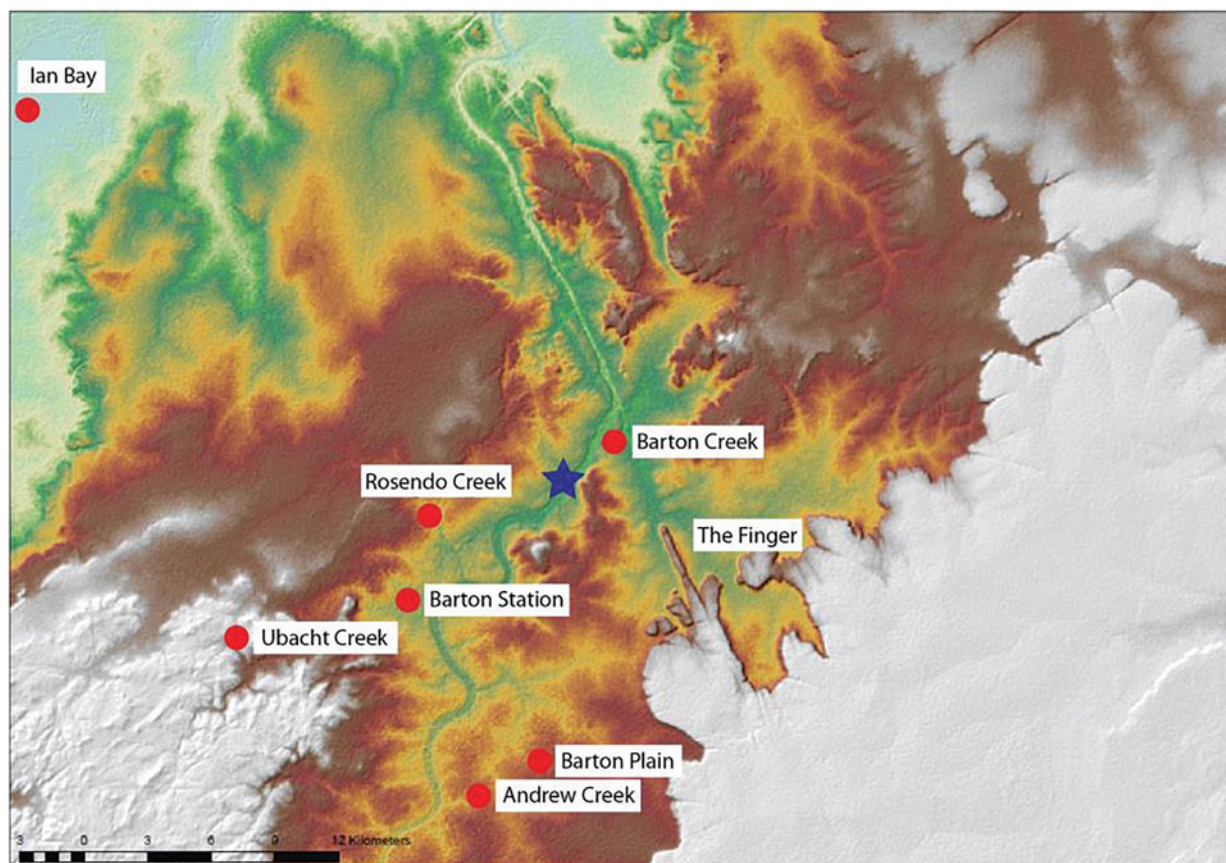 Ian Bay
Barton Creek
Rosendo Creek
The Finger
Barton Station
Ubacht Creek
Barton Plain
Andrew Creek
3 0 3 6 9 12 Kilometers